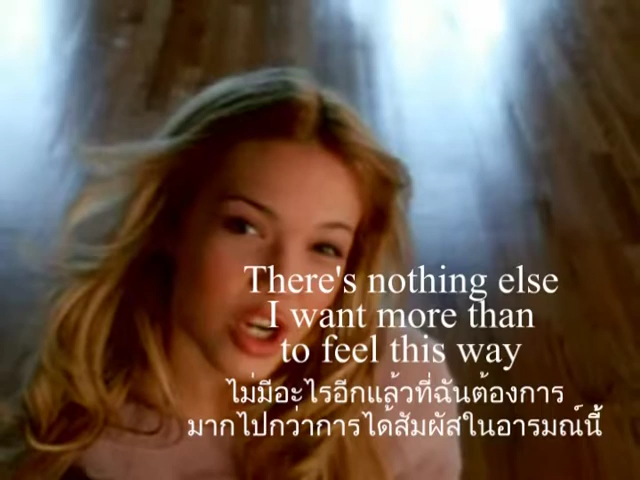 There's nothing else
I want more than
to feel this way
ไม่มีอะไรอีกแล้วที่ฉันต้องการ
มากไปกว่าการได้สัมผัสในอารมณ์นี้